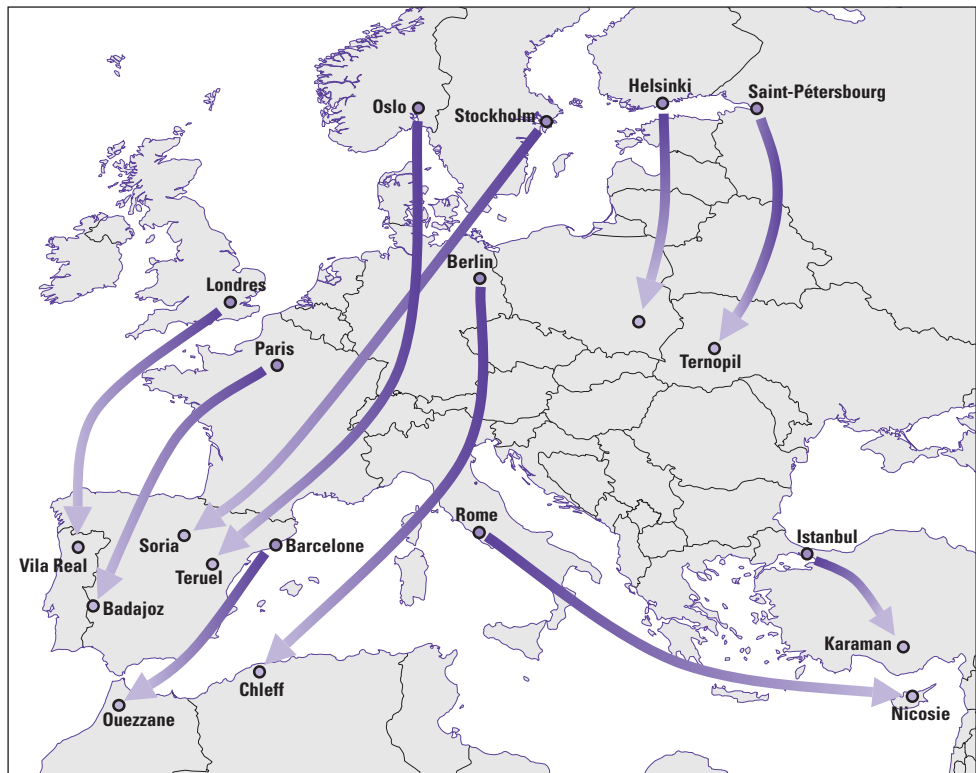 Helsinki
Saint-Pétersbourg
Oslo
Stockholm
Berlin
Londres
Paris
Ternopil
Rome
Istanbul
Soria
Barcelone
Vila Real
Teruel
Badajoz
Karaman
Chleff
Ouezzane
Nicosie